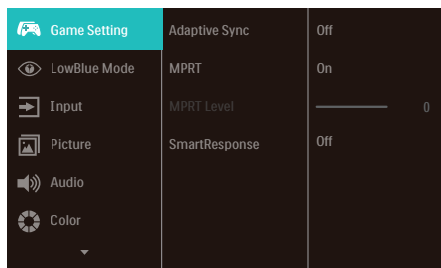 Game Setting Adaptive Sync Off
LowBlue Mode MPRT On
Input MPRT Level 0
Picture SmartResponse Off
Audio
Color